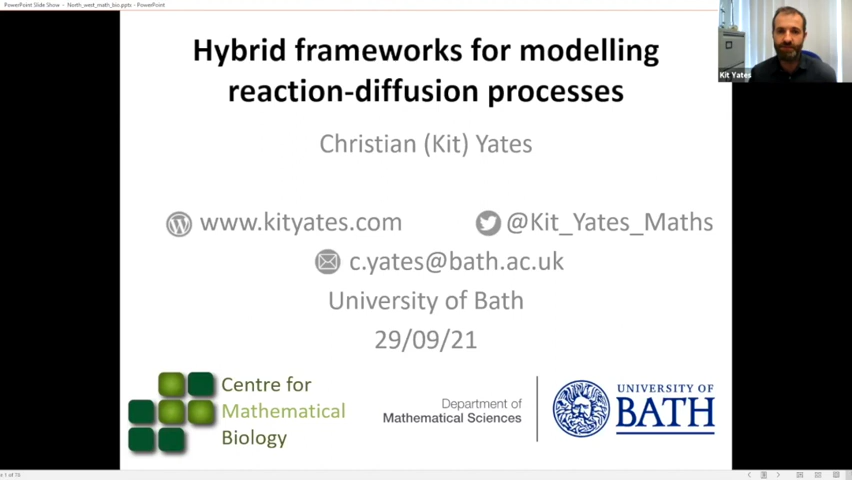 PowerPoint Slide Show - North_west_math_bio.pptx - PowerPoint
Hybrid frameworks for modelling
reaction-diffusion processes
Kit Yates
Christian (Kit) Yates
www.kityates.com
@Kit_Yates_Maths
c.yates@bath.ac.uk
University of Bath
29/09/21
Centre for
Mathematical
Biology
Department of
Mathematical Sciences
UNIVERSITY OF
BATH